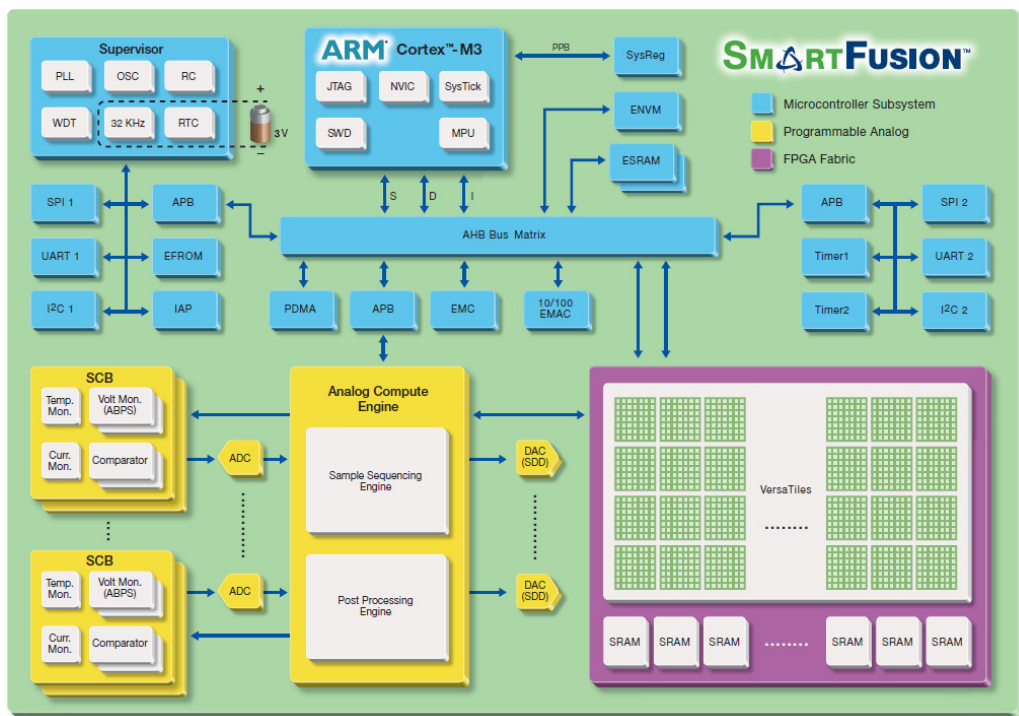 Supervisor
PLL
OSC
RC
WDT
32 KHz
RTC
+
3V
–
ARM® Cortex™-M3
JTAG
NVIC
SysTick
SWD
MPU
PPB
SysReg
ENVM
ESRAM
SMARTFUSION™
Microcontroller Subsystem
Programmable Analog
FPGA Fabric
S
D
I
SPI 1
APB
UART 1
EFROM
I²C 1
IAP
AHB Bus Matrix
PDMA
APB
EMC
10/100
EMAC
APB
SPI 2
Timer1
UART 2
Timer2
I²C 2
SCB
Temp.
Mon.
Volt Mon.
(ABPS)
Curr.
Mon.
Comparator
ADC
SCB
Temp.
Mon.
Volt Mon.
(ABPS)
Curr.
Mon.
Comparator
ADC
Analog Compute
Engine
Sample Sequencing
Engine
Post Processing
Engine
DAC
(SDD)
DAC
(SDD)
VersaTiles
........
SRAM
SRAM
SRAM
........
SRAM
SRAM
SRAM